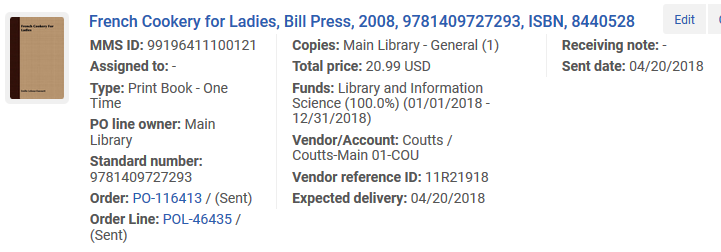 French Cookery for Ladies, Bill Press, 2008, 9781409727293, ISBN, 8440528
Edit
French Cookery for
Ladies
MMS ID: 99196411100121
Assigned to: -
Type: Print Book - One
Time
PO line owner: Main
Library
Standard number:
9781409727293
Order: PO-116413 / (Sent)
Order Line: POL-46435 /
(Sent)
Copies: Main Library - General (1)
Total price: 20.99 USD
Funds: Library and Information
Science (100.0%) (01/01/2018 -
12/31/2018)
Vendor/Account: Coutts /
Coutts-Main 01-COU
Vendor reference ID: 11R21918
Expected delivery: 04/20/2018
Receiving note: -
Sent date: 04/20/2018